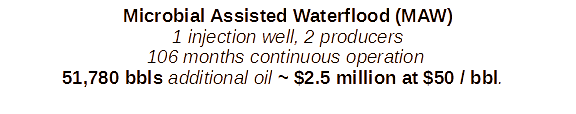 Microbial Assisted Waterflood (MAW)
1 injection well, 2 producers
106 months continuous operation
51,780 bbls additional oil ~ $2.5 million at $50 / bbl.